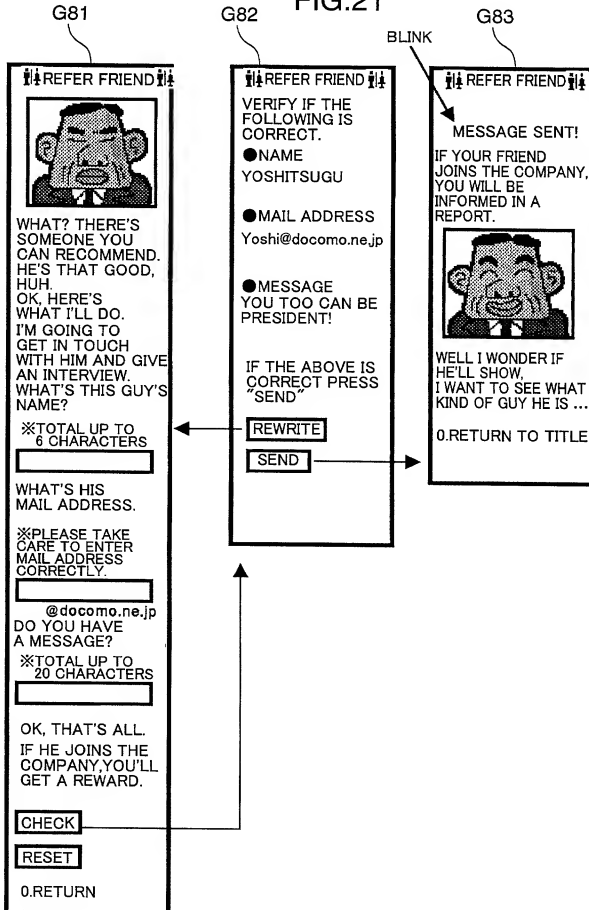 FIG.21
G81
REFER FRIEND
WHAT? THERE'S
SOMEONE YOU
CAN RECOMMEND.
HE'S THAT GOOD,
HUH.
OK, HERE'S
WHAT I'LL DO.
I'M GOING TO
GET IN TOUCH
WITH HIM AND GIVE
AN INTERVIEW.
WHAT'S THIS GUY'S
NAME?
※TOTAL UP TO
6 CHARACTERS
WHAT'S HIS
MAIL ADDRESS.
※PLEASE TAKE
CARE TO ENTER
MAIL ADDRESS
CORRECTLY.
@docomo.ne.jp
DO YOU HAVE
A MESSAGE?
※TOTAL UP TO
20 CHARACTERS
OK, THAT'S ALL.
IF HE JOINS THE
COMPANY,YOU'LL
GET A REWARD.
CHECK
RESET
0.RETURN
G82
REFER FRIEND
VERIFY IF THE
FOLLOWING IS
CORRECT.
●NAME
YOSHITSUGU
●MAIL ADDRESS
Yoshi@docomo.ne.jp
●MESSAGE
YOU TOO CAN BE
PRESIDENT!
IF THE ABOVE IS
CORRECT PRESS
"SEND"
REWRITE
SEND
BLINK
G83
REFER FRIEND
MESSAGE SENT!
IF YOUR FRIEND
JOINS THE COMPANY,
YOU WILL BE
INFORMED IN A
REPORT.
WELL I WONDER IF
HE'LL SHOW,
I WANT TO SEE WHAT
KIND OF GUY HE IS ...
0.RETURN TO TITLE